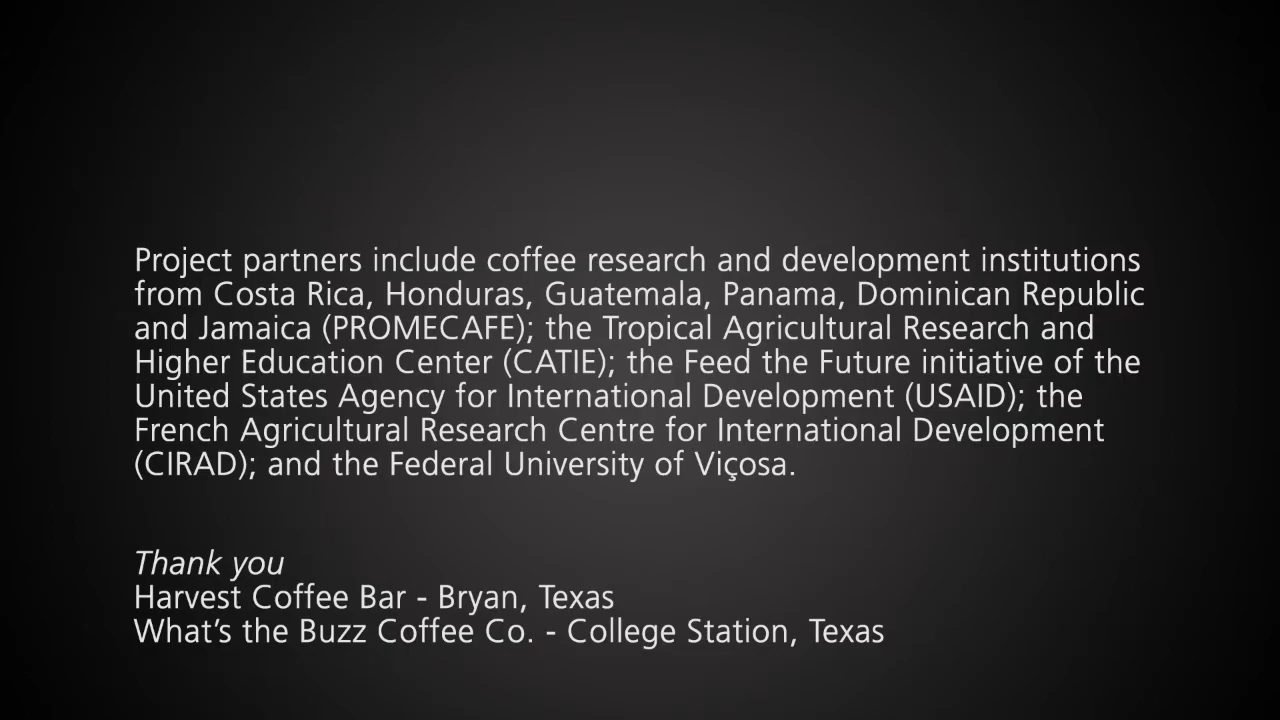 Project partners include coffee research and development institutions
from Costa Rica, Honduras, Guatemala, Panama, Dominican Republic
and Jamaica (PROMECAFE); the Tropical Agricultural Research and
Higher Education Center (CATIE); the Feed the Future initiative of the
United States Agency for International Development (USAID); the
French Agricultural Research Centre for International Development
(CIRAD); and the Federal University of Viçosa.
Thank you
Harvest Coffee Bar - Bryan, Texas
What’s the Buzz Coffee Co. - College Station, Texas